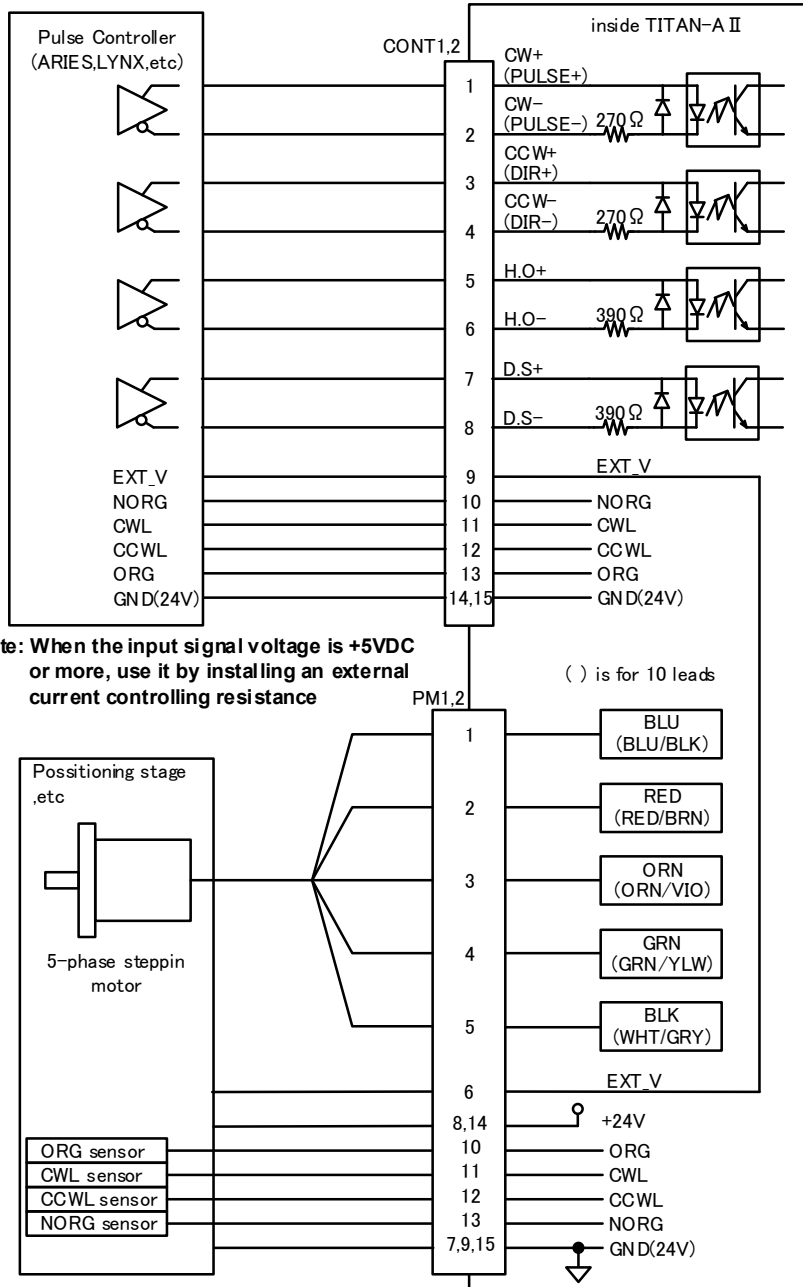 Pulse Controller
(ARIES,LYNX,etc)
CONT1,2
inside TITAN-AⅡ
1
CW+
(PULSE+)
2
CW-
(PULSE-)
270Ω
3
CCW+
(DIR+)
4
CCW-
(DIR-)
270Ω
5
H.O+
6
H.O-
390Ω
7
D.S+
8
D.S-
390Ω
EXT_V 9 EXT_V
NORG 10 NORG
CWL 11 CWL
CCWL 12 CCWL
ORG 13 ORG
GND(24V) 14,15 GND(24V)
te: When the input signal voltage is +5VDC
or more, use it by installing an external
current controlling resistance
( ) is for 10 leads
PM1,2
Possitioning stage
,etc
5-phase steppin
motor
1
BLU
(BLU/BLK)
2
RED
(RED/BRN)
3
ORN
(ORN/VIO)
4
GRN
(GRN/YLW)
5
BLK
(WHT/GRY)
6 EXT_V
8,14 +24V
ORG sensor 10 ORG
CWL sensor 11 CWL
CCWL sensor 12 CCWL
NORG sensor 13 NORG
7,9,15 GND(24V)